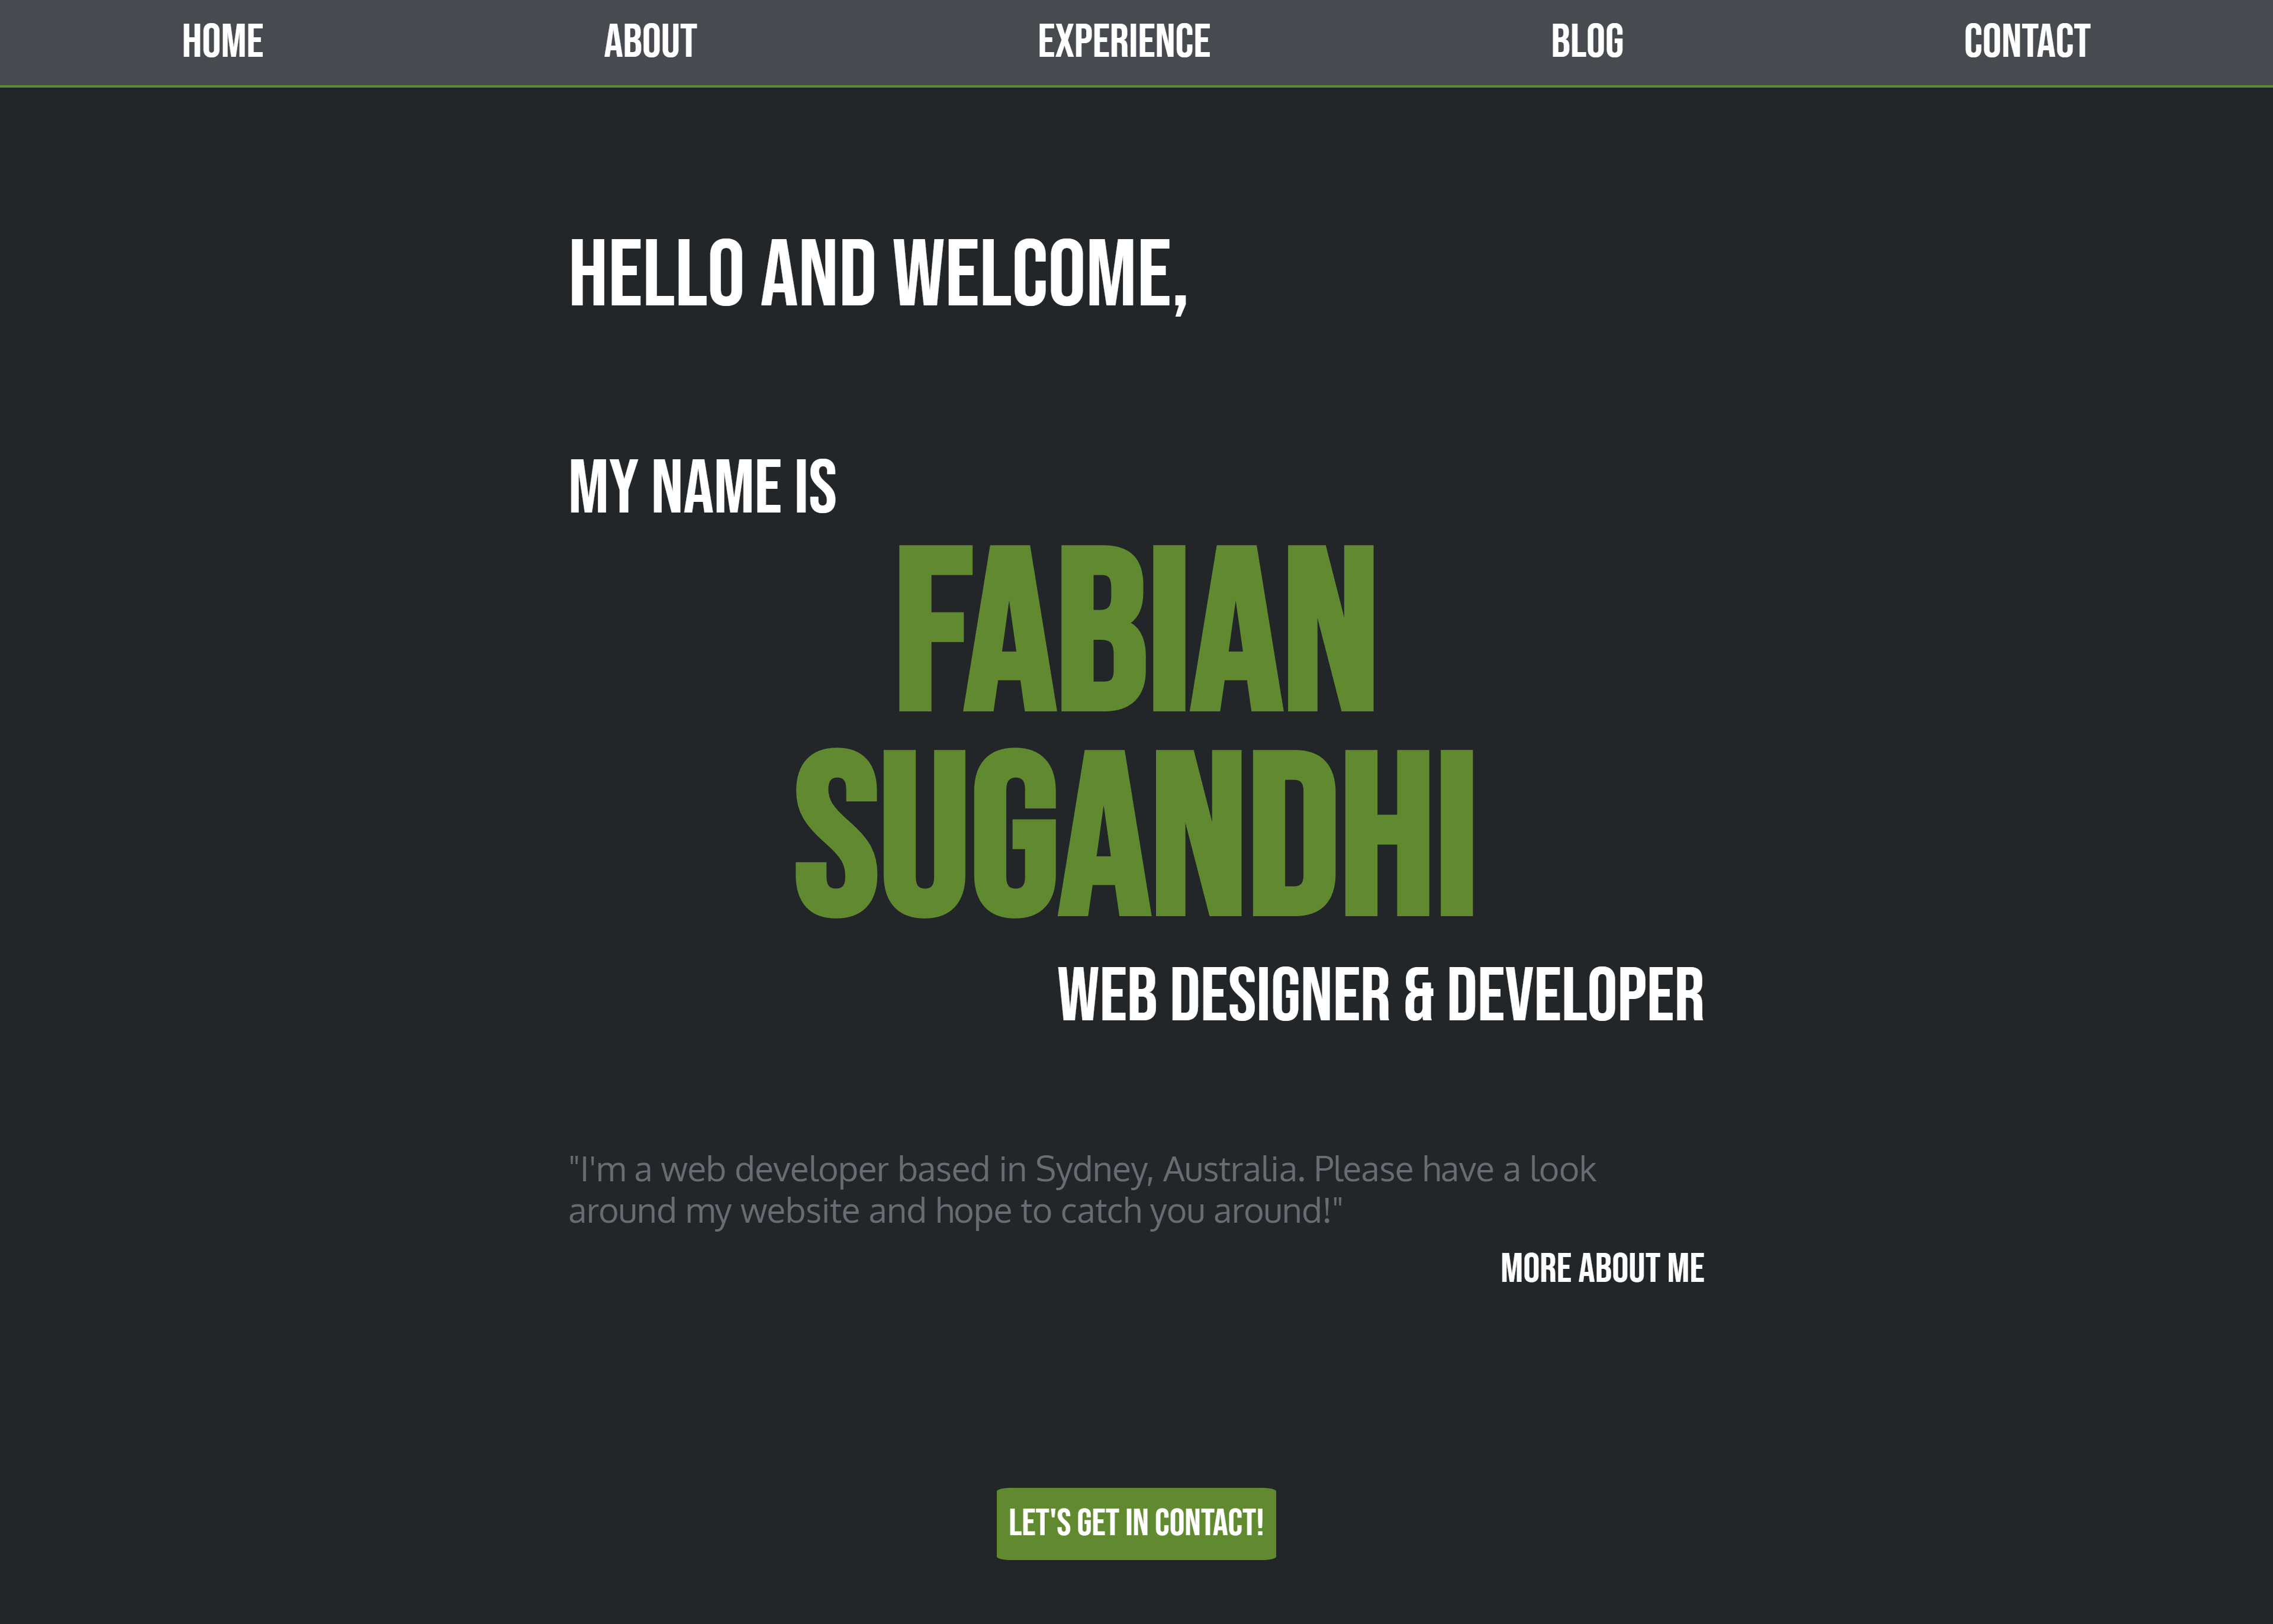 HOME ABOUT EXPERIENCE BLOG CONTACT
HELLO AND WELCOME,
MY NAME IS
FABIAN
SUGANDHI
WEB DESIGNER & DEVELOPER
"I'm a web developer based in Sydney, Australia. Please have a look
around my website and hope to catch you around!"
MORE ABOUT ME
LET'S GET IN CONTACT!